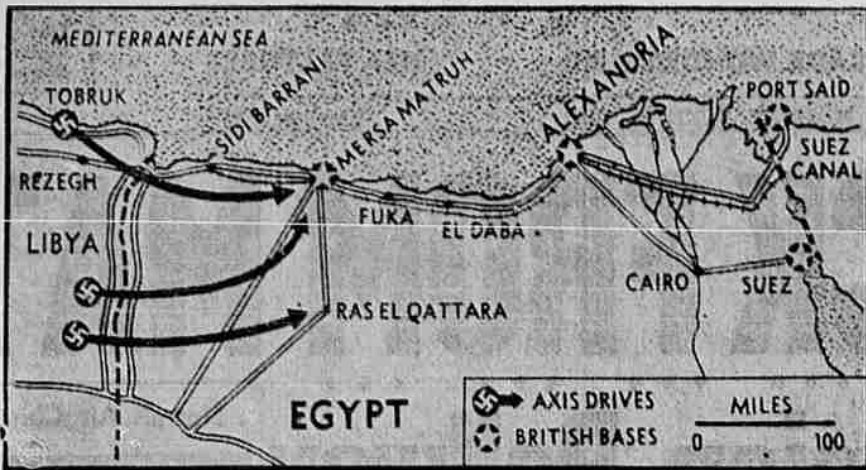 MEDITERRANEAN SEA
TOBRUK
SIDI BARRANI
MERSA MATRUH
ALEXANDRIA
PORT SAID
SUEZ
CANAL
REZEGH
LIBYA
FUKA
EL DABA
CAIRO
SUEZ
RAS EL QATTARA
EGYPT
AXIS DRIVES
BRITISH BASES
MILES
0 100